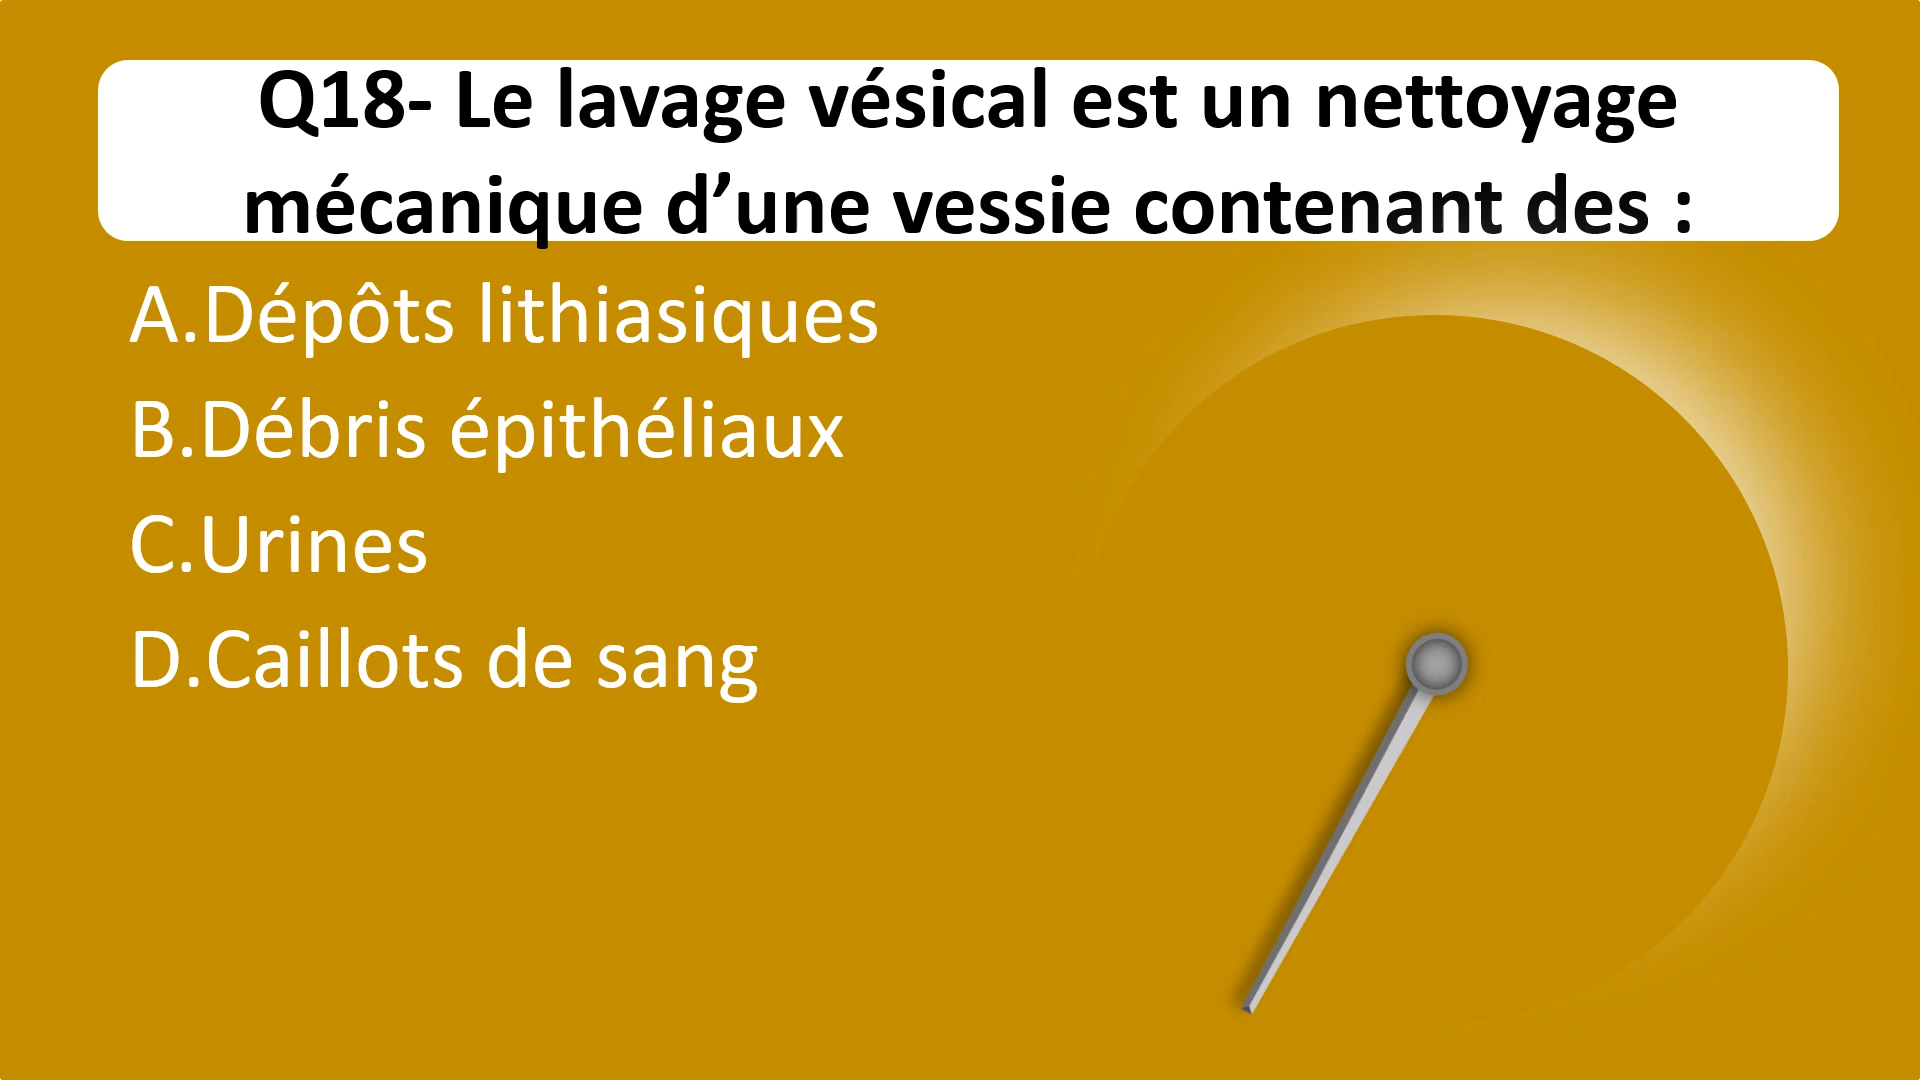 Q18- Le lavage vésical est un nettoyage
mécanique d’une vessie contenant des :
A.Dépôts lithiasiques
B.Débris épithéliaux
C.Urines
D.Caillots de sang